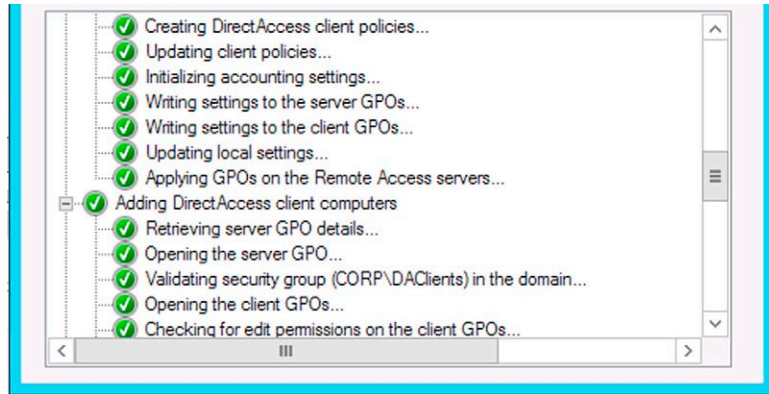 Creating DirectAccess client policies...
Updating client policies...
Initializing accounting settings...
Writing settings to the server GPOs...
Writing settings to the client GPOs...
Updating local settings...
Applying GPOs on the Remote Access servers...
Adding DirectAccess client computers
Retrieving server GPO details...
Opening the server GPO...
Validating security group (CORP\DAClients) in the domain...
Opening the client GPOs...
Checking for edit permissions on the client GPOs...